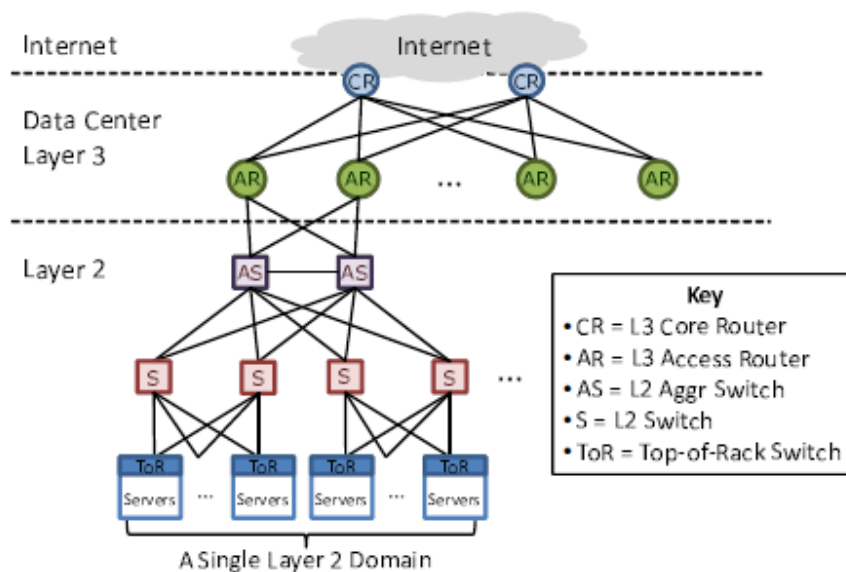 Internet
Internet
CR CR
Data Center
Layer 3
AR AR ... AR AR
Layer 2
AS AS
Key
• CR = L3 Core Router
• AR = L3 Access Router
• AS = L2 Aggr Switch
• S = L2 Switch
• ToR = Top-of-Rack Switch
S S S S ...
ToR ToR ToR ToR
Servers ... Servers Servers ... Servers
A Single Layer 2 Domain